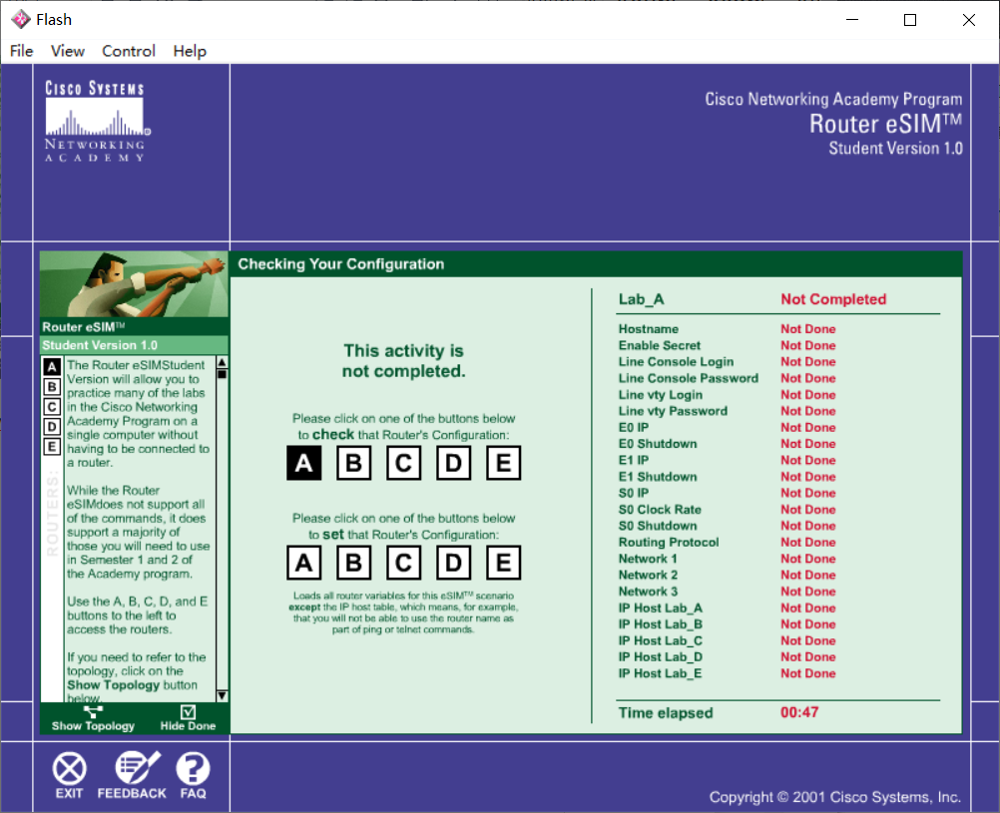 Flash
File View Control Help
CISCO SYSTEMS
NETWORKING
ACADEMY
Cisco Networking Academy Program
Router eSIM™
Student Version 1.0
Router eSIM™
Student Version 1.0
A
B
C
D
E
ROUTERS:
The Router eSIMStudent
Version will allow you to
practice many of the labs
in the Cisco Networking
Academy Program on a
single computer without
having to be connected to
a router.
While the Router
eSIMdoes not support all
of the commands, it does
support a majority of
those you will need to use
in Semester 1 and 2 of
the Academy program.
Use the A, B, C, D, and E
buttons to the left to
access the routers.
If you need to refer to the
topology, click on the
Show Topology button
below.
Show Topology Hide Done
Checking Your Configuration
This activity is
not completed.
Please click on one of the buttons below
to check that Router's Configuration:
A B C D E
Please click on one of the buttons below
to set that Router's Configuration:
A B C D E
Loads all router variables for this eSIM™ scenario
except the IP host table, which means, for example,
that you will not be able to use the router name as
part of ping or telnet commands.
Lab_A Not Completed
Hostname Not Done
Enable Secret Not Done
Line Console Login Not Done
Line Console Password Not Done
Line vty Login Not Done
Line vty Password Not Done
E0 IP Not Done
E0 Shutdown Not Done
E1 IP Not Done
E1 Shutdown Not Done
S0 IP Not Done
S0 Clock Rate Not Done
S0 Shutdown Not Done
Routing Protocol Not Done
Network 1 Not Done
Network 2 Not Done
Network 3 Not Done
IP Host Lab_A Not Done
IP Host Lab_B Not Done
IP Host Lab_C Not Done
IP Host Lab_D Not Done
IP Host Lab_E Not Done
Time elapsed 00:47
EXIT FEEDBACK FAQ
Copyright © 2001 Cisco Systems, Inc.